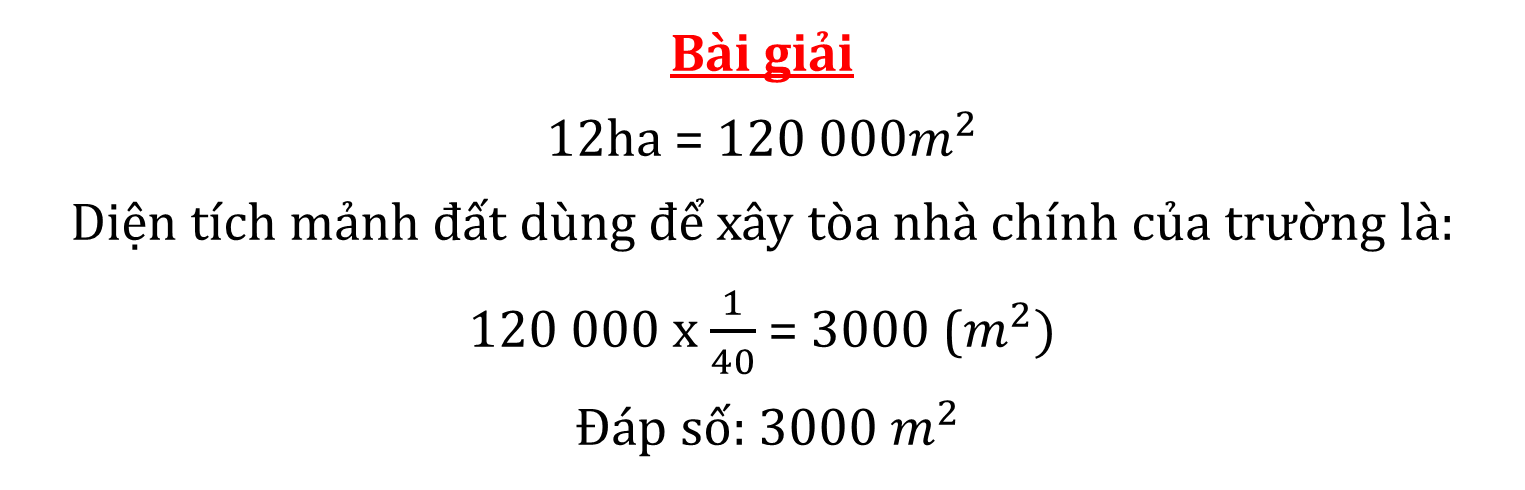 Bài giải
12ha = 120 000m²
Diện tích mảnh đất dùng để xây tòa nhà chính của trường là:
120 000 x 1/40 = 3000 (m²)
Đáp số: 3000 m²